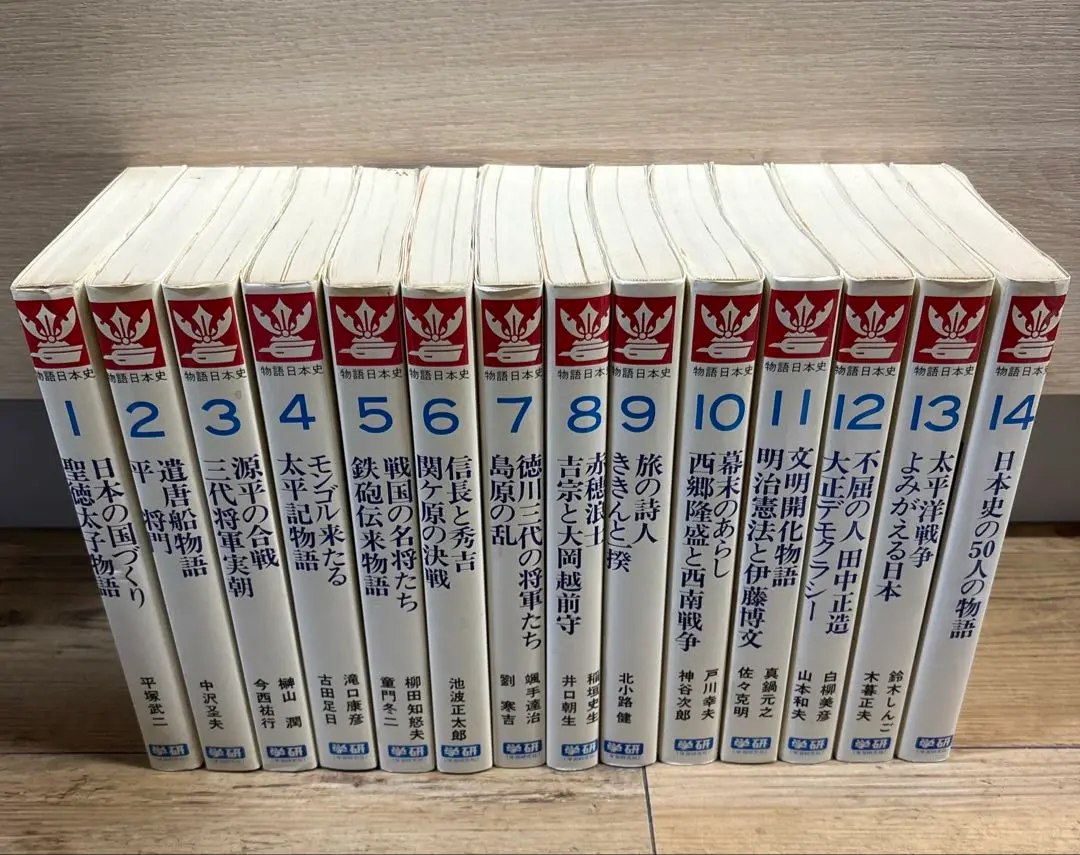 物語日本史
1
日本の国づくり
聖徳太子物語
平塚武二
学研
物語日本史
2
遣唐船物語
平 将門
中沢巠夫
学研
物語日本史
3
源平の合戦
三代将軍実朝
榊山 潤
今西祐行
学研
物語日本史
4
モンゴル来たる
太平記物語
滝口康彦
古田足日
学研
物語日本史
5
戦国の名将たち
鉄砲伝来物語
柳田知怒夫
童門冬二
学研
物語日本史
6
信長と秀吉
関ケ原の決戦
池波正太郎
学研
物語日本史
7
徳川三代の将軍たち
島原の乱
颯手達治
劉 寒吉
学研
物語日本史
8
赤穂浪士
吉宗と大岡越前守
稲垣史生
井口朝生
学研
物語日本史
9
旅の詩人
ききんと一揆
北小路 健
学研
物語日本史
10
幕末のあらし
西郷隆盛と西南戦争
戸川幸夫
神谷次郎
学研
物語日本史
11
文明開化物語
明治憲法と伊藤博文
真鍋元之
佐々克明
学研
物語日本史
12
不屈の人 田中正造
大正デモクラシー
白柳美彦
山本和夫
学研
物語日本史
13
太平洋戦争
よみがえる日本
鈴木しんご
木暮正夫
学研
物語日本史
14
日本史の50人の物語
学研